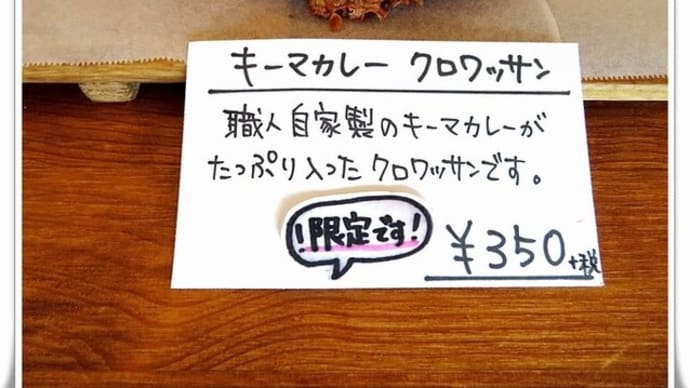 キーマカレー クロワッサン
職人自家製のキーマカレーが
たっぷり入ったクロワッサンです。
!限定です!
¥350+税